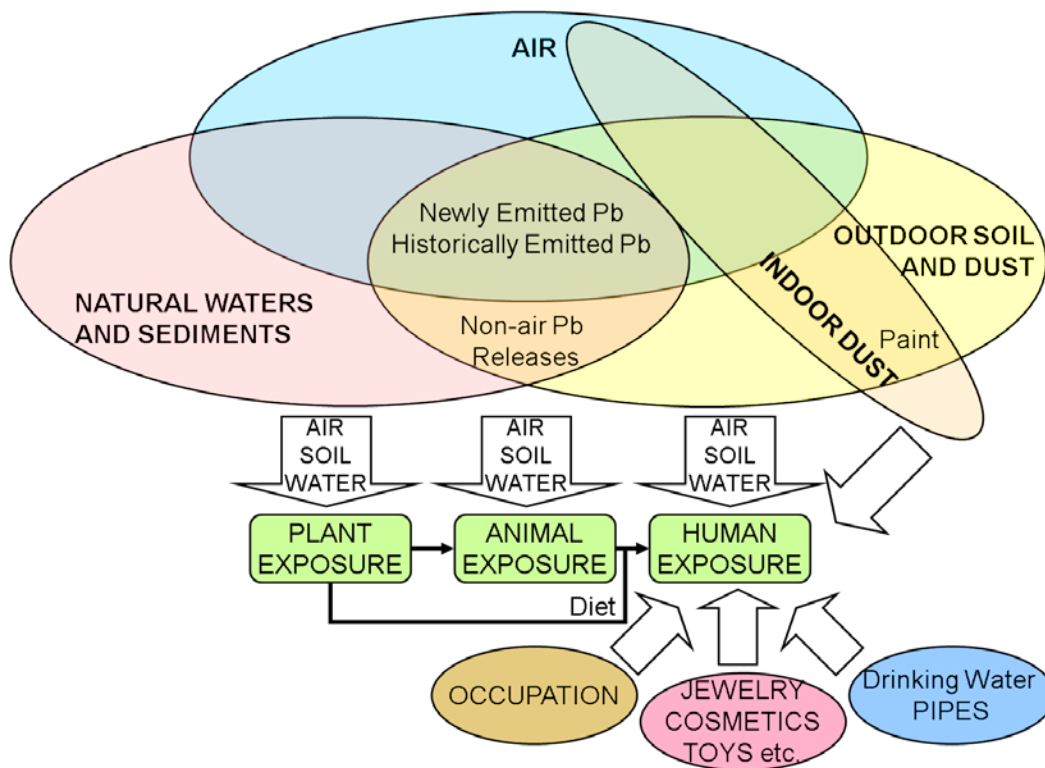 AIR
Newly Emitted Pb
Historically Emitted Pb
OUTDOOR SOIL
AND DUST
INDOOR DUST
NATURAL WATERS
AND SEDIMENTS
Non-air Pb
Releases
Paint
AIR
SOIL
WATER
AIR
SOIL
WATER
AIR
SOIL
WATER
PLANT
EXPOSURE
ANIMAL
EXPOSURE
HUMAN
EXPOSURE
Diet
OCCUPATION
JEWELRY
COSMETICS
TOYS etc.
Drinking Water
PIPES